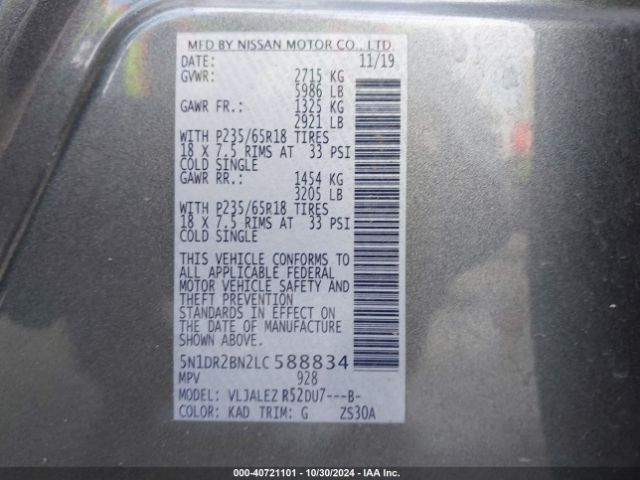 MFD BY NISSAN MOTOR CO., LTD.
DATE: 11/19
GVWR: 2715 KG
5986 LB
GAWR FR.: 1325 KG
2921 LB
WITH P235/65R18 TIRES
18 X 7.5 RIMS AT 33 PSI
COLD SINGLE
GAWR RR.: 1454 KG
3205 LB
WITH P235/65R18 TIRES
18 X 7.5 RIMS AT 33 PSI
COLD SINGLE
THIS VEHICLE CONFORMS TO
ALL APPLICABLE FEDERAL
MOTOR VEHICLE SAFETY AND
THEFT PREVENTION
STANDARDS IN EFFECT ON
THE DATE OF MANUFACTURE
SHOWN ABOVE.
5N1DR2BN2LC 588834
MPV 928
MODEL: VLJALEZ R52DU7---B-
COLOR: KAD TRIM: G ZS30A
000-40721101 - 10/30/2024 - IAA Inc.